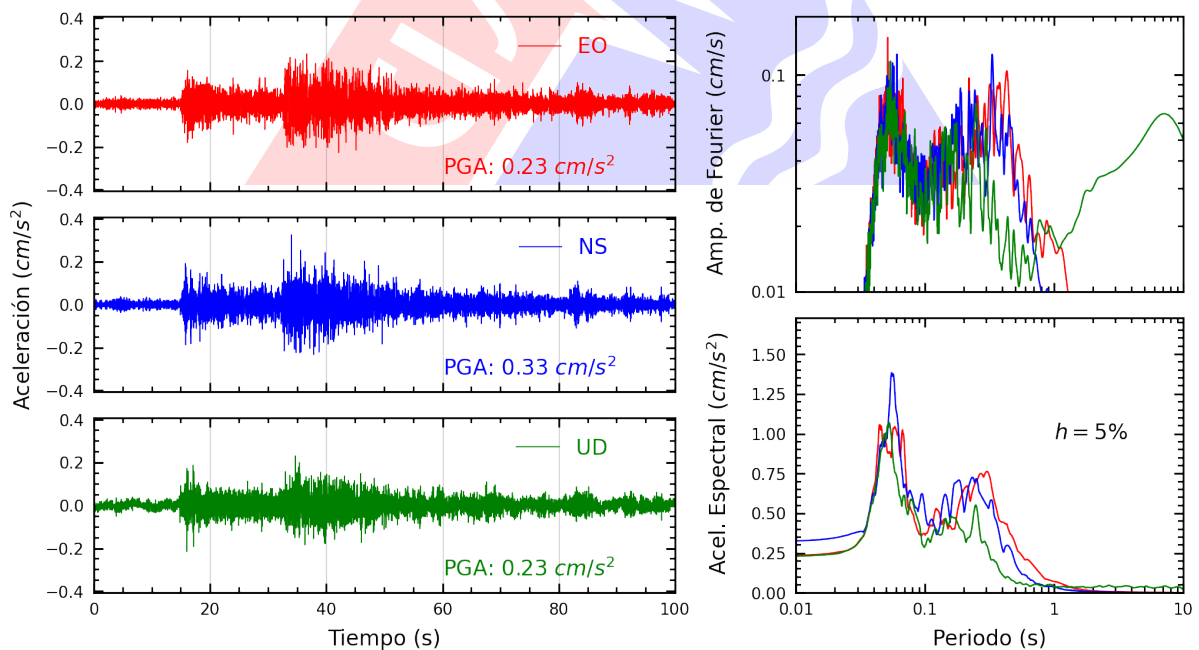 Aceleración (cm/s²)
0.4
0.2
0.0
−0.2
−0.4
EO
PGA: 0.23 cm/s²
0.4
0.2
0.0
−0.2
−0.4
NS
PGA: 0.33 cm/s²
0.4
0.2
0.0
−0.2
−0.4
UD
PGA: 0.23 cm/s²
0 20 40 60 80 100
Tiempo (s)
Amp. de Fourier (cm/s)
0.1
0.01
Acel. Espectral (cm/s²)
1.50
1.25
1.00
0.75
0.50
0.25
0.00
h = 5%
0.01 0.1 1 10
Periodo (s)